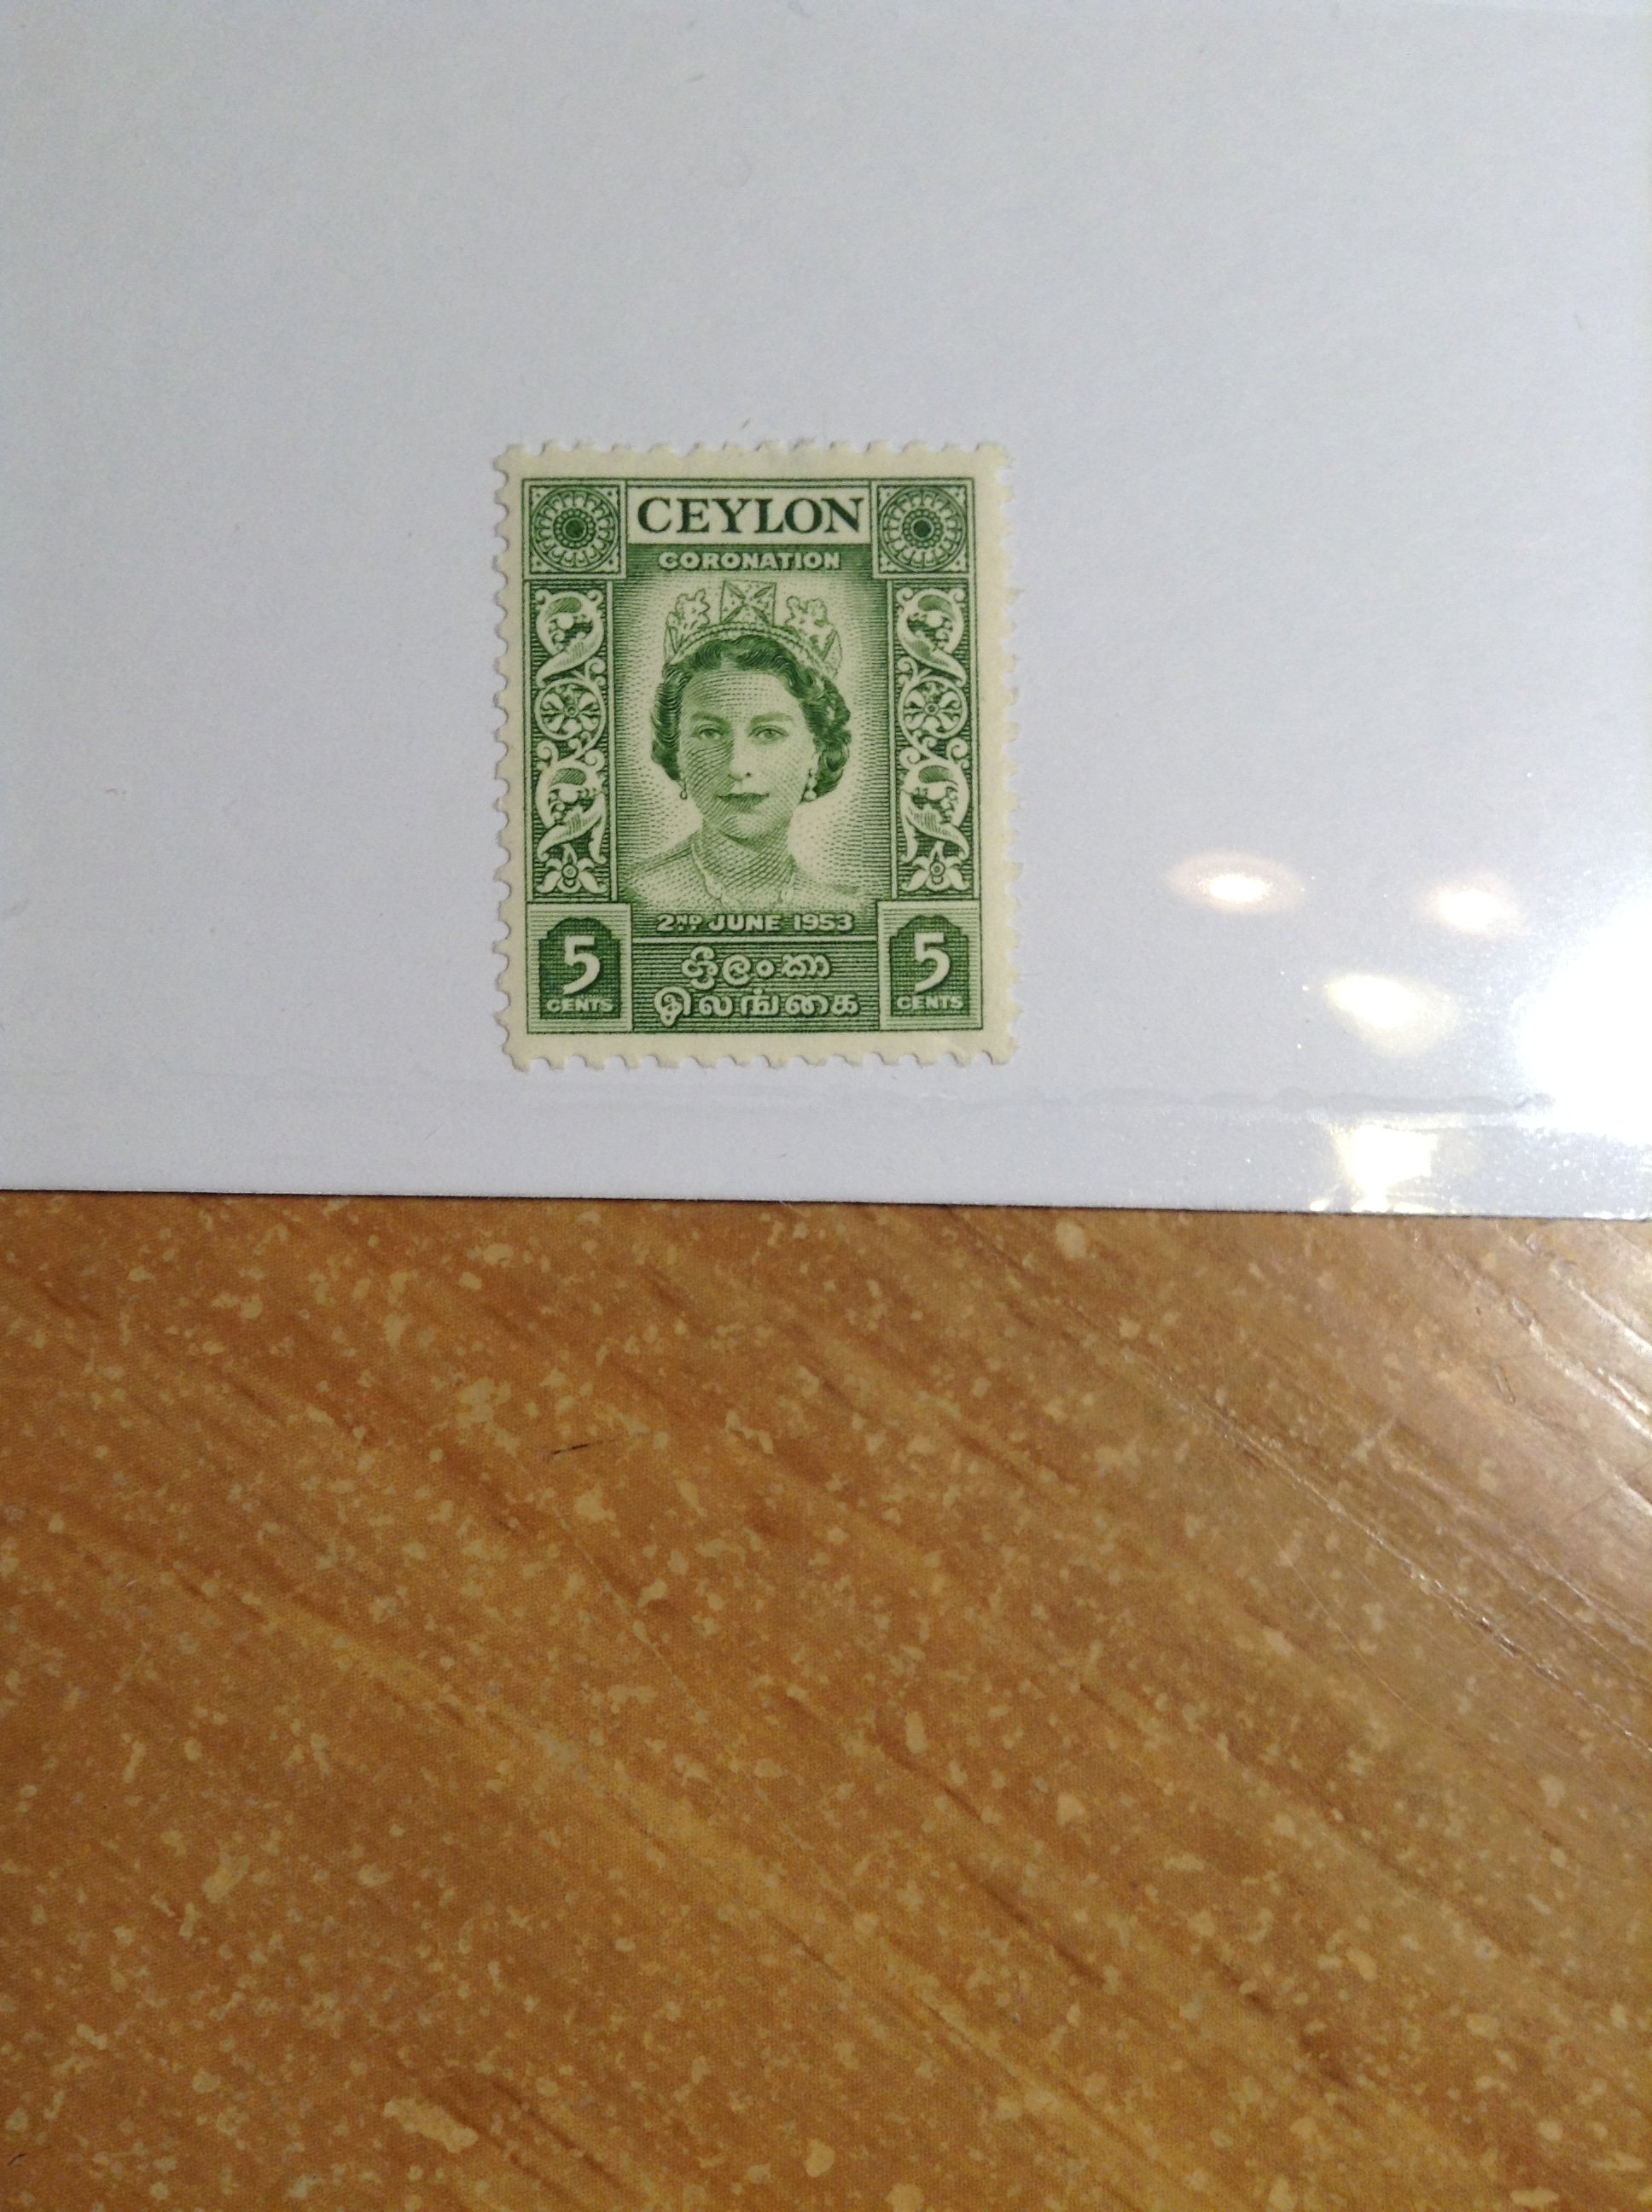 CEYLON
CORONATION
2ND JUNE 1953
5 CENTS
ශ්‍රී ලංකා
இலங்கை
5 CENTS